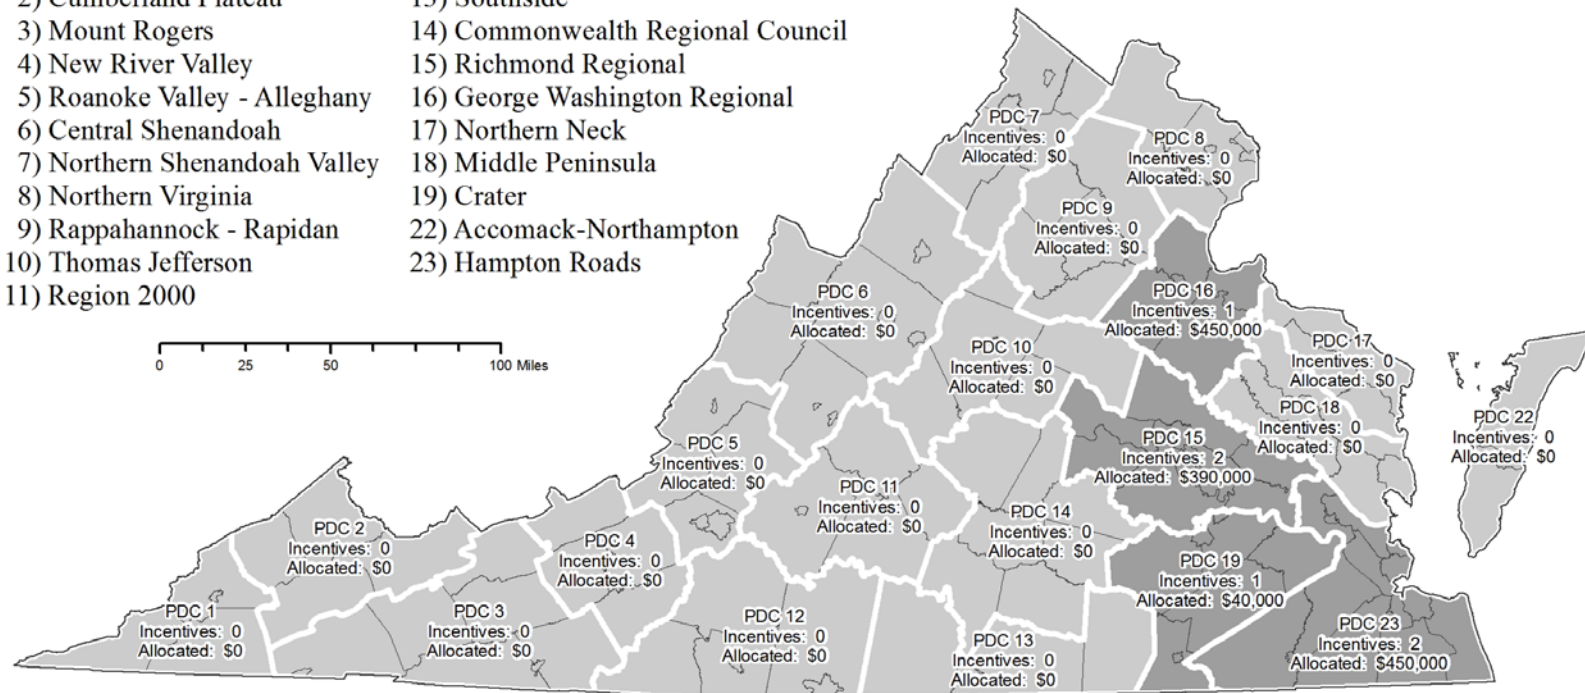 2) Cumberland Plateau
3) Mount Rogers
4) New River Valley
5) Roanoke Valley - Alleghany
6) Central Shenandoah
7) Northern Shenandoah Valley
8) Northern Virginia
9) Rappahannock - Rapidan
10) Thomas Jefferson
11) Region 2000
13) Southside
14) Commonwealth Regional Council
15) Richmond Regional
16) George Washington Regional
17) Northern Neck
18) Middle Peninsula
19) Crater
22) Accomack-Northampton
23) Hampton Roads
0 25 50 100 Miles
PDC 7
Incentives: 0
Allocated: $0
PDC 8
Incentives: 0
Allocated: $0
PDC 9
Incentives: 0
Allocated: $0
PDC 6
Incentives: 0
Allocated: $0
PDC 16
Incentives: 1
Allocated: $450,000
PDC 10
Incentives: 0
Allocated: $0
PDC 17
Incentives: 0
Allocated: $0
PDC 18
Incentives: 0
Allocated: $0
PDC 22
Incentives: 0
Allocated: $0
PDC 5
Incentives: 0
Allocated: $0
PDC 15
Incentives: 2
Allocated: $390,000
PDC 11
Incentives: 0
Allocated: $0
PDC 14
Incentives: 0
Allocated: $0
PDC 2
Incentives: 0
Allocated: $0
PDC 4
Incentives: 0
Allocated: $0
PDC 19
Incentives: 1
Allocated: $40,000
PDC 1
Incentives: 0
Allocated: $0
PDC 3
Incentives: 0
Allocated: $0
PDC 12
Incentives: 0
Allocated: $0
PDC 13
Incentives: 0
Allocated: $0
PDC 23
Incentives: 2
Allocated: $450,000